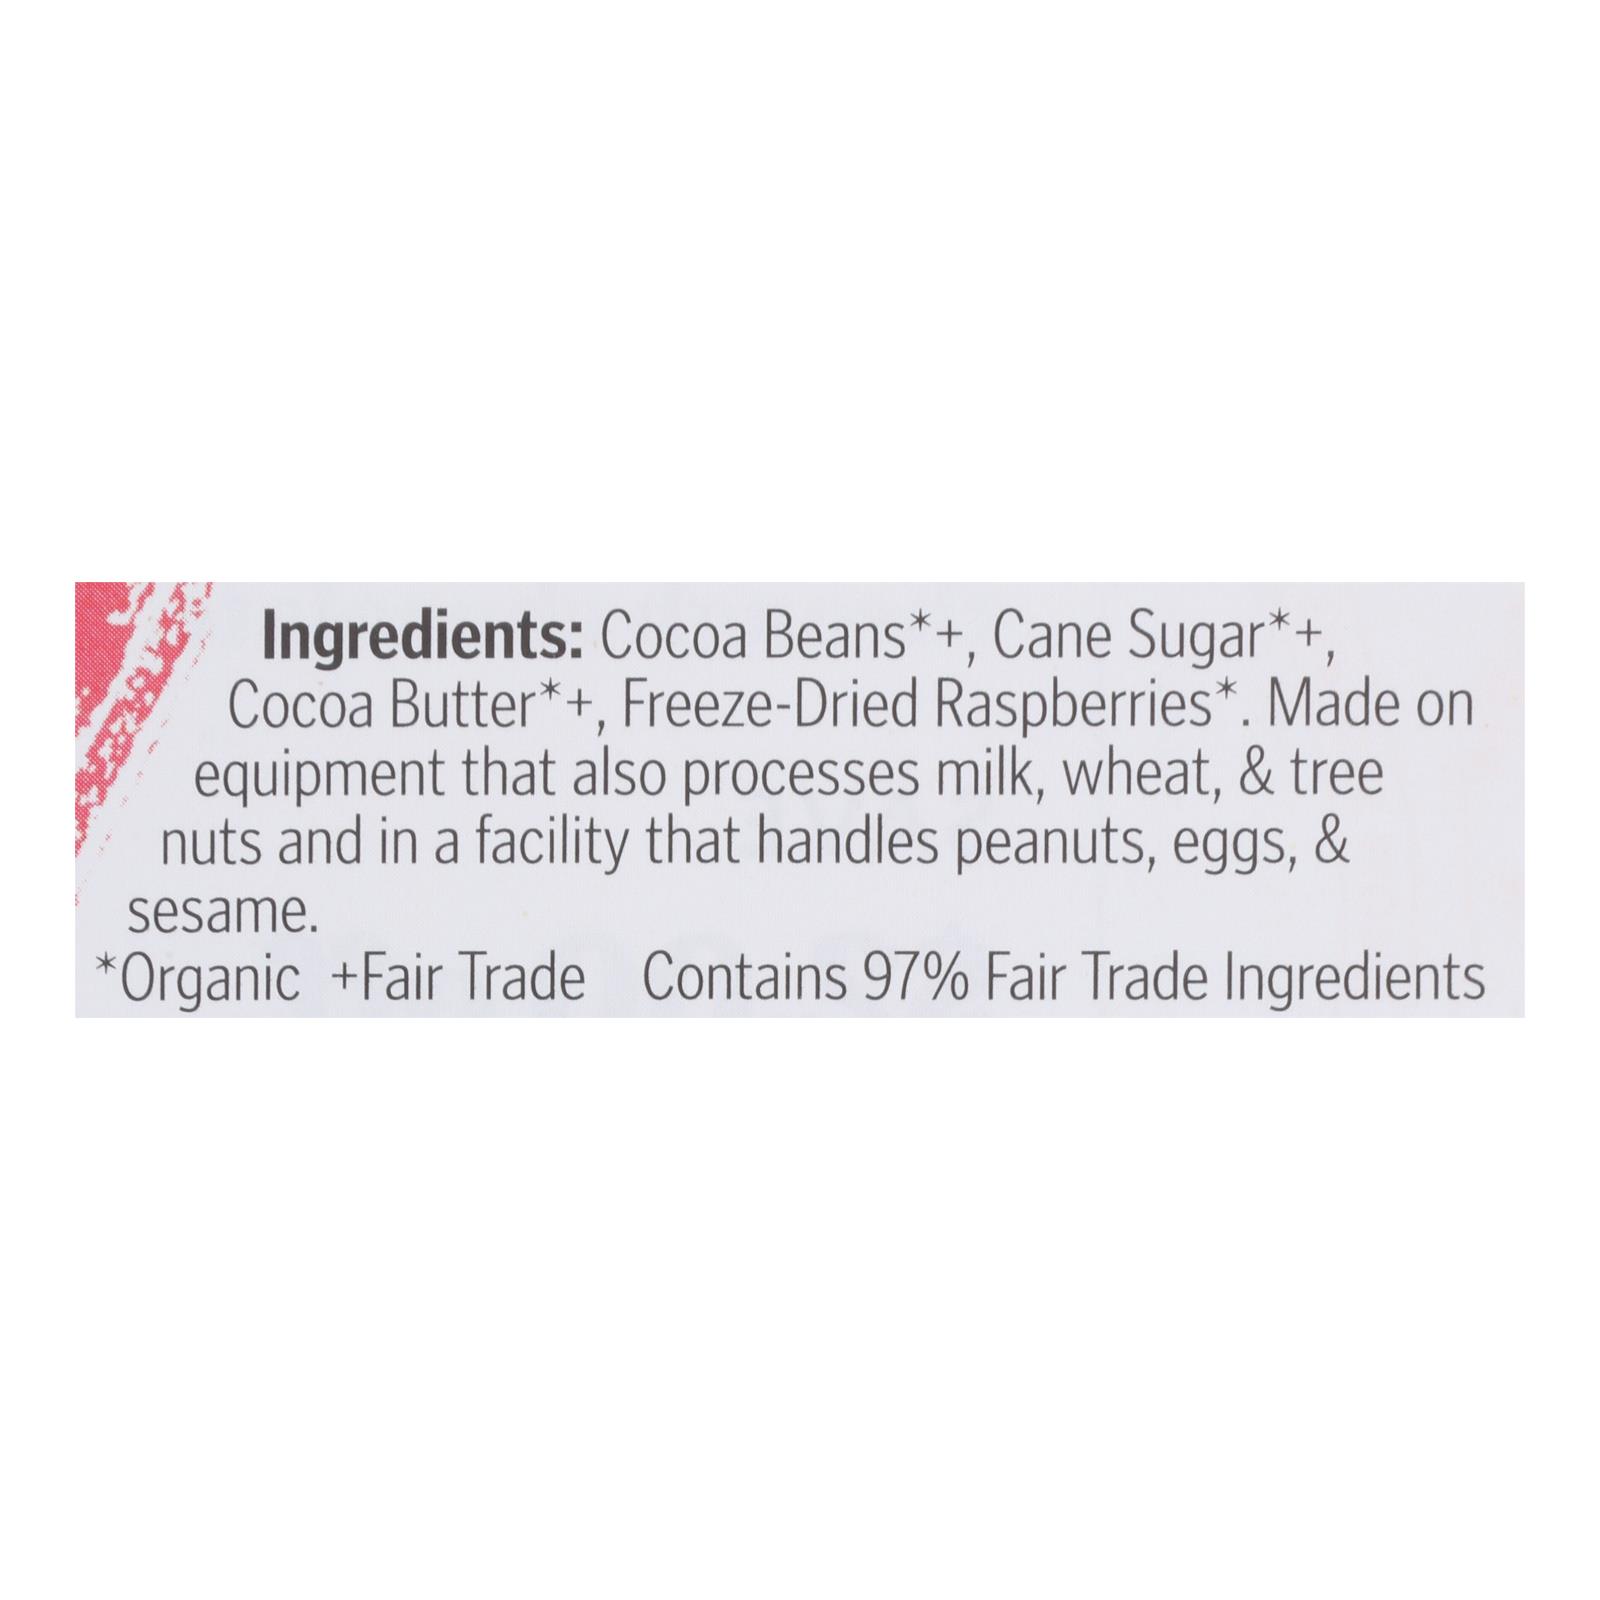 Ingredients: Cocoa Beans*+, Cane Sugar*+,
Cocoa Butter*+, Freeze-Dried Raspberries*. Made on
equipment that also processes milk, wheat, & tree
nuts and in a facility that handles peanuts, eggs, &
sesame.
*Organic +Fair Trade Contains 97% Fair Trade Ingredients